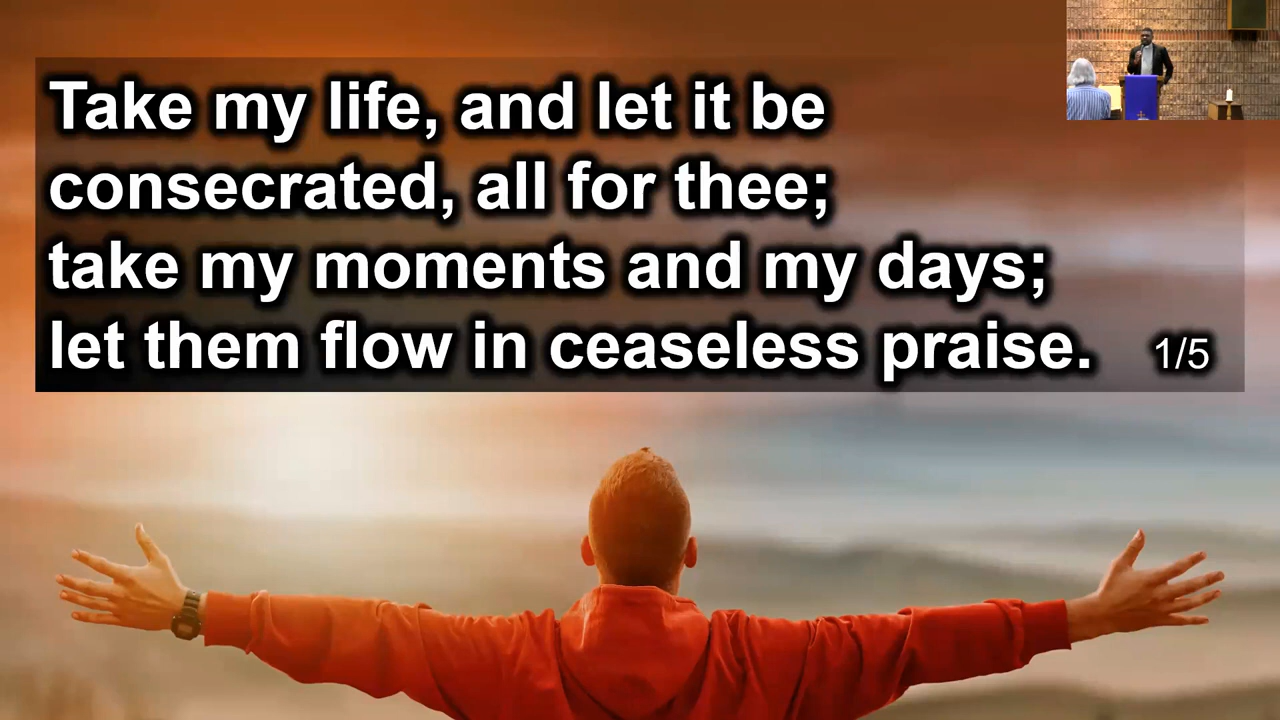 Take my life, and let it be
consecrated, all for thee;
take my moments and my days;
let them flow in ceaseless praise.
1/5